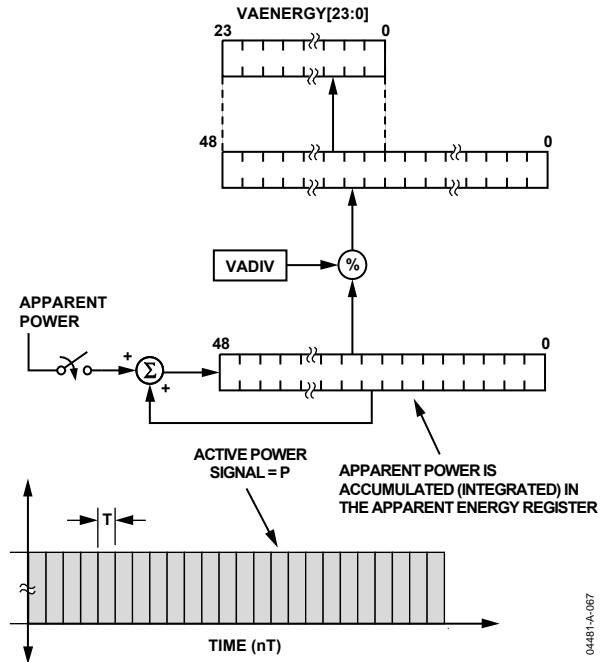 VAENERGY[23:0]
23 0
48 0
VADIV %
APPARENT
POWER
48 0
+ Σ +
ACTIVE POWER
SIGNAL = P
APPARENT POWER IS
ACCUMULATED (INTEGRATED) IN
THE APPARENT ENERGY REGISTER
T
TIME (nT)
04481-A-067